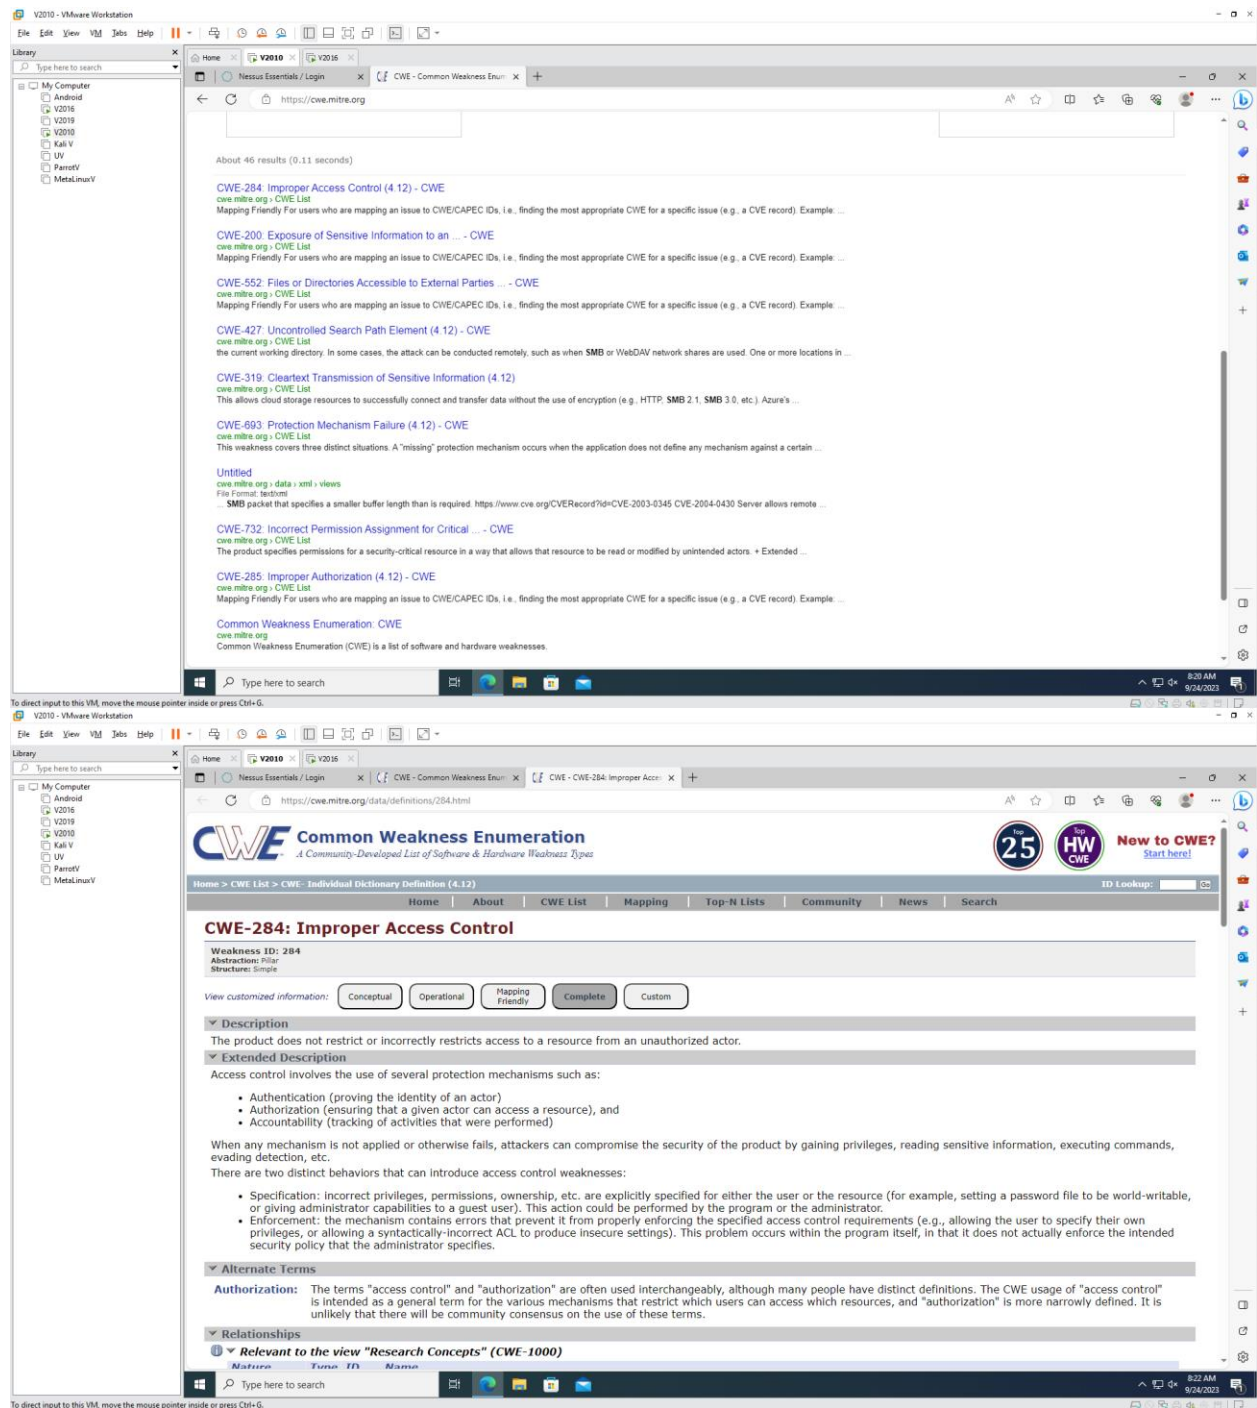 V2010 - VMware Workstation
File Edit View VM Tabs Help
Library
Type here to search
My Computer
Android
V2016
V2019
V2010
Kali V
UV
ParrotV
MetaLinuxV
Home V2010 V2016
Nessus Essentials / Login CWE - Common Weakness Enum
https://cwe.mitre.org
About 46 results (0.11 seconds)
CWE-284: Improper Access Control (4.12) - CWE
cwe.mitre.org › CWE List
Mapping Friendly For users who are mapping an issue to CWE/CAPEC IDs, i.e., finding the most appropriate CWE for a specific issue (e.g., a CVE record). Example: ...
CWE-200: Exposure of Sensitive Information to an ... - CWE
cwe.mitre.org › CWE List
Mapping Friendly For users who are mapping an issue to CWE/CAPEC IDs, i.e., finding the most appropriate CWE for a specific issue (e.g., a CVE record). Example: ...
CWE-552: Files or Directories Accessible to External Parties ... - CWE
cwe.mitre.org › CWE List
Mapping Friendly For users who are mapping an issue to CWE/CAPEC IDs, i.e., finding the most appropriate CWE for a specific issue (e.g., a CVE record). Example: ...
CWE-427: Uncontrolled Search Path Element (4.12) - CWE
cwe.mitre.org › CWE List
the current working directory. In some cases, the attack can be conducted remotely, such as when SMB or WebDAV network shares are used. One or more locations in ...
CWE-319: Cleartext Transmission of Sensitive Information (4.12)
cwe.mitre.org › CWE List
This allows cloud storage resources to successfully connect and transfer data without the use of encryption (e.g., HTTP, SMB 2.1, SMB 3.0, etc.). Azure's ...
CWE-693: Protection Mechanism Failure (4.12) - CWE
cwe.mitre.org › CWE List
This weakness covers three distinct situations. A "missing" protection mechanism occurs when the application does not define any mechanism against a certain ...
Untitled
cwe.mitre.org › data › xml › views
File Format: text/xml
... SMB packet that specifies a smaller buffer length than is required. https://www.cve.org/CVERecord?id=CVE-2003-0345 CVE-2004-0430 Server allows remote ...
CWE-732: Incorrect Permission Assignment for Critical ... - CWE
cwe.mitre.org › CWE List
The product specifies permissions for a security-critical resource in a way that allows that resource to be read or modified by unintended actors. + Extended ...
CWE-285: Improper Authorization (4.12) - CWE
cwe.mitre.org › CWE List
Mapping Friendly For users who are mapping an issue to CWE/CAPEC IDs, i.e., finding the most appropriate CWE for a specific issue (e.g., a CVE record). Example: ...
Common Weakness Enumeration: CWE
cwe.mitre.org
Common Weakness Enumeration (CWE) is a list of software and hardware weaknesses.
Type here to search
8:20 AM
9/24/2023
To direct input to this VM, move the mouse pointer inside or press Ctrl+G.
V2010 - VMware Workstation
File Edit View VM Tabs Help
Library
Type here to search
My Computer
Android
V2016
V2019
V2010
Kali V
UV
ParrotV
MetaLinuxV
Home V2010 V2016
Nessus Essentials / Login CWE - Common Weakness Enum CWE - CWE-284: Improper Acce
https://cwe.mitre.org/data/definitions/284.html
CWE Common Weakness Enumeration
A Community-Developed List of Software & Hardware Weakness Types
Top 25
Top HW CWE
New to CWE?
Start here!
Home > CWE List > CWE- Individual Dictionary Definition (4.12)
ID Lookup: Go
Home | About | CWE List | Mapping | Top-N Lists | Community | News | Search
CWE-284: Improper Access Control
Weakness ID: 284
Abstraction: Pillar
Structure: Simple
View customized information: Conceptual Operational Mapping Friendly Complete Custom
Description
The product does not restrict or incorrectly restricts access to a resource from an unauthorized actor.
Extended Description
Access control involves the use of several protection mechanisms such as:
• Authentication (proving the identity of an actor)
• Authorization (ensuring that a given actor can access a resource), and
• Accountability (tracking of activities that were performed)
When any mechanism is not applied or otherwise fails, attackers can compromise the security of the product by gaining privileges, reading sensitive information, executing commands,
evading detection, etc.
There are two distinct behaviors that can introduce access control weaknesses:
• Specification: incorrect privileges, permissions, ownership, etc. are explicitly specified for either the user or the resource (for example, setting a password file to be world-writable,
or giving administrator capabilities to a guest user). This action could be performed by the program or the administrator.
• Enforcement: the mechanism contains errors that prevent it from properly enforcing the specified access control requirements (e.g., allowing the user to specify their own
privileges, or allowing a syntactically-incorrect ACL to produce insecure settings). This problem occurs within the program itself, in that it does not actually enforce the intended
security policy that the administrator specifies.
Alternate Terms
Authorization: The terms "access control" and "authorization" are often used interchangeably, although many people have distinct definitions. The CWE usage of "access control"
is intended as a general term for the various mechanisms that restrict which users can access which resources, and "authorization" is more narrowly defined. It is
unlikely that there will be community consensus on the use of these terms.
Relationships
Relevant to the view "Research Concepts" (CWE-1000)
Nature Type ID Name
Type here to search
8:22 AM
9/24/2023
To direct input to this VM, move the mouse pointer inside or press Ctrl+G.